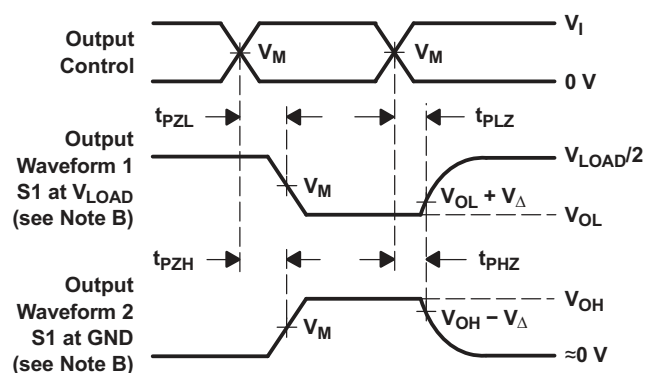 Output
Control
V_M
V_M
V_I
0 V
t_PZL
t_PLZ
Output
Waveform 1
S1 at V_LOAD
(see Note B)
V_M
V_LOAD/2
V_OL + V_Δ
V_OL
t_PZH
t_PHZ
Output
Waveform 2
S1 at GND
(see Note B)
V_M
V_OH
V_OH − V_Δ
≈0 V